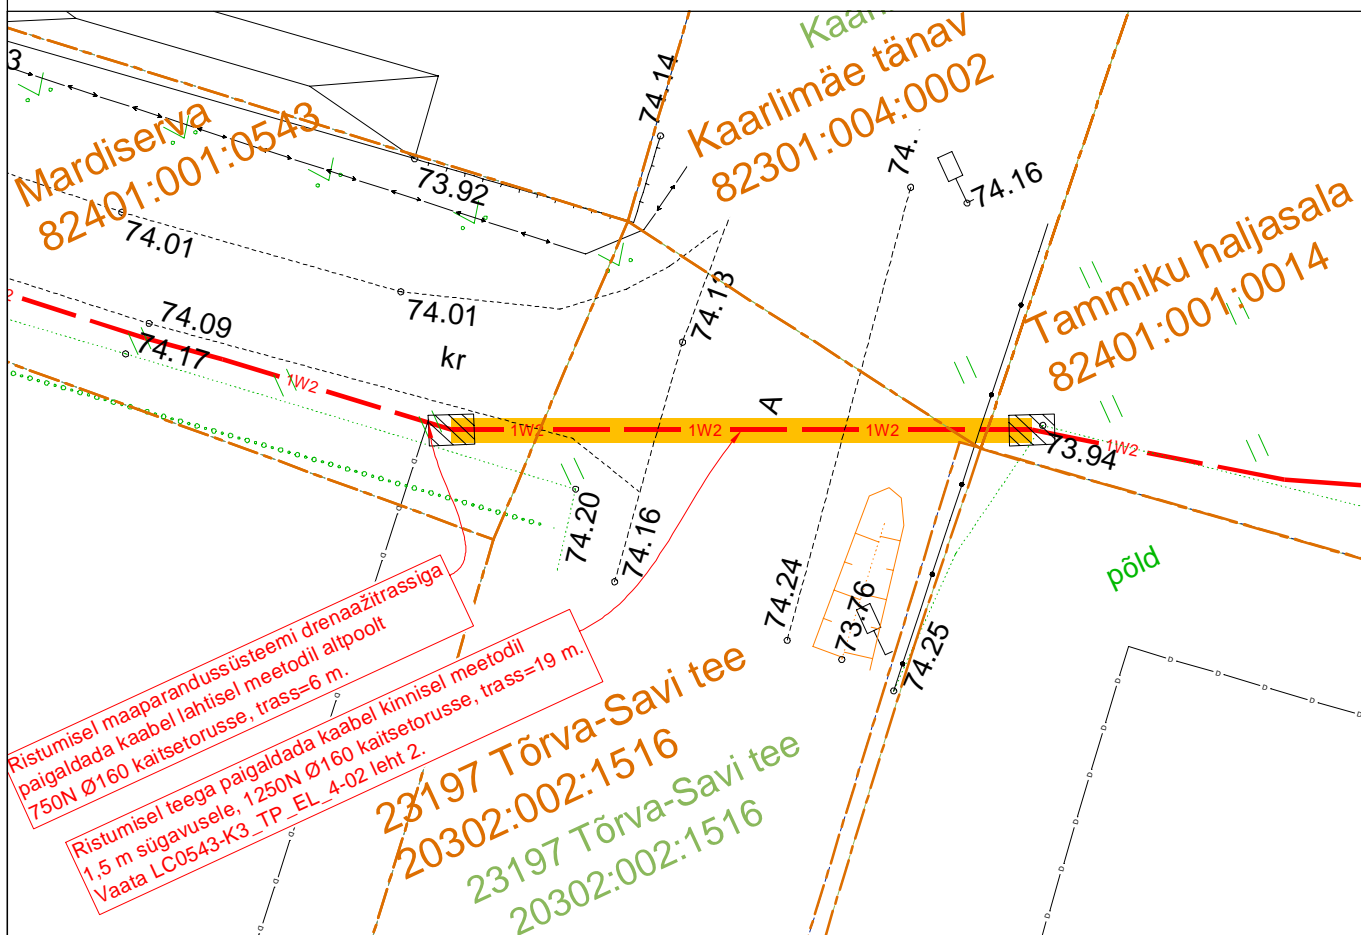 Kaarlimäe tänav
82301:004:0002
Mardiserva
82401:001:0543
Tammiku haljasala
82401:001:0014
3
74.14
73.92
74.
74.16
74.01
74.01
74.13
74.09
74.17
kr
A
2
1W2
1W2
1W2
1W2
1W2
73.94
74.20
74.16
74.24
73.76
74.25
põld
Ristumisel maaparandussüsteemi drenaažitrassiga
paigaldada kaabel lahtisel meetodil altpoolt
750N Ø160 kaitsetorusse, trass=6 m.
Ristumisel teega paigaldada kaabel kinnisel meetodil
1,5 m sügavusele, 1250N Ø160 kaitsetorusse, trass=19 m.
Vaata LC0543-K3_TP_EL_4-02 leht 2.
23197 Tõrva-Savi tee
20302:002:1516
23197 Tõrva-Savi tee
20302:002:1516